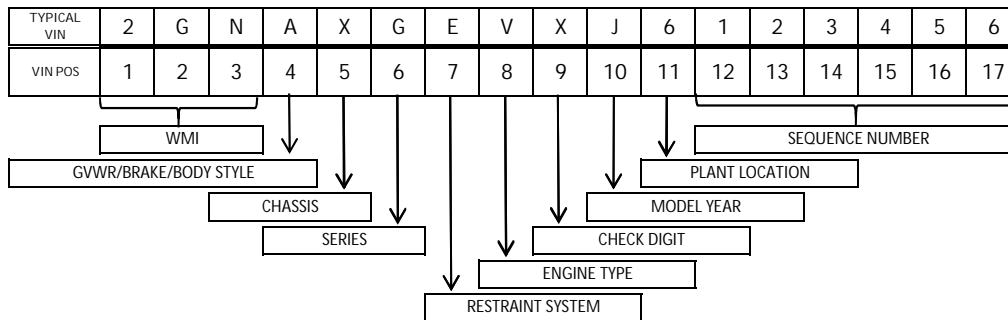 TYPICAL VIN 2 G N A X G E V X J 6 1 2 3 4 5 6
VIN POS 1 2 3 4 5 6 7 8 9 10 11 12 13 14 15 16 17
WMI SEQUENCE NUMBER
GVWR/BRAKE/BODY STYLE PLANT LOCATION
CHASSIS MODEL YEAR
SERIES CHECK DIGIT
ENGINE TYPE
RESTRAINT SYSTEM